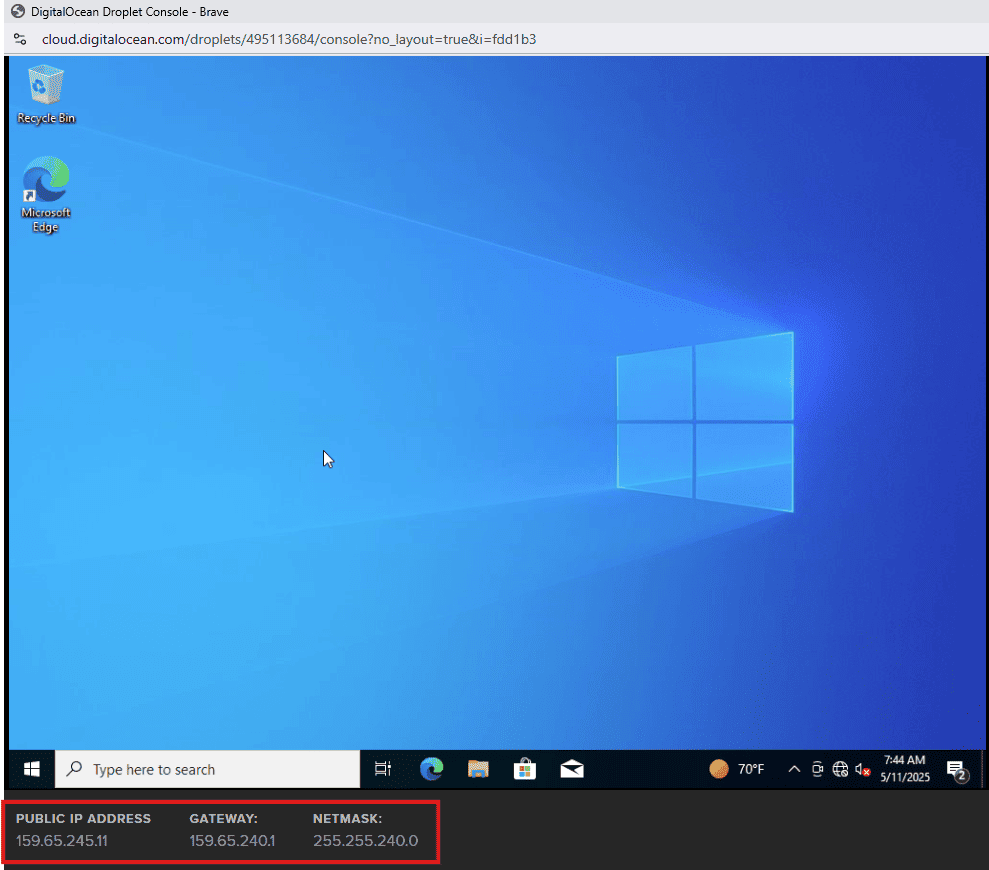 DigitalOcean Droplet Console - Brave
cloud.digitalocean.com/droplets/495113684/console?no_layout=true&i=fdd1b3
Recycle Bin
Microsoft
Edge
Type here to search
70°F
7:44 AM
5/11/2025
2
PUBLIC IP ADDRESS GATEWAY: NETMASK:
159.65.245.11 159.65.240.1 255.255.240.0